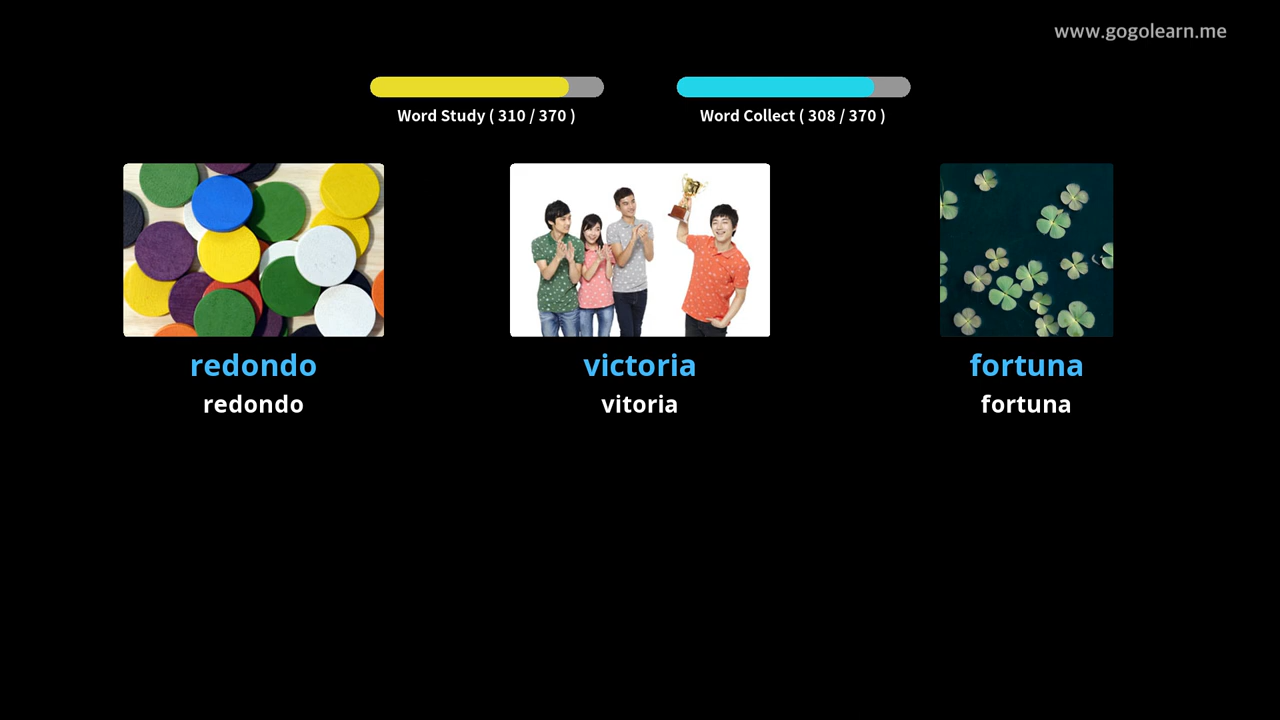 www.gogolearn.me
Word Study ( 310 / 370 )
Word Collect ( 308 / 370 )
redondo
redondo
victoria
vitoria
fortuna
fortuna